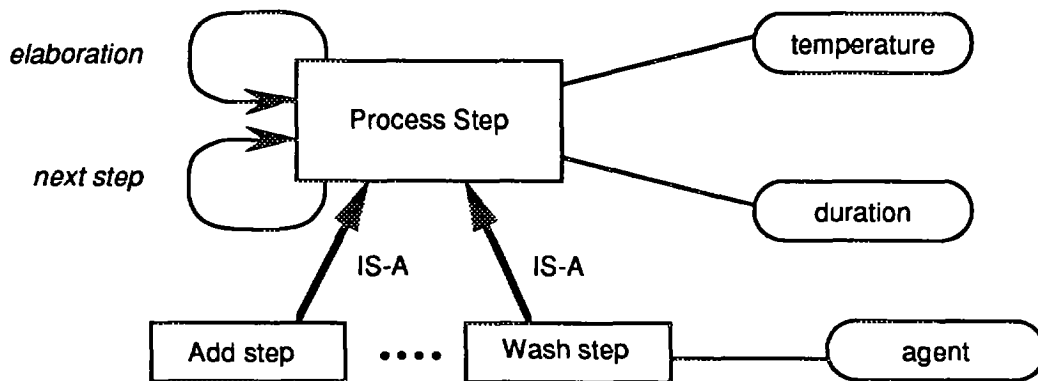 elaboration
temperature
Process Step
next step
duration
IS-A
IS-A
Add step
Wash step
agent